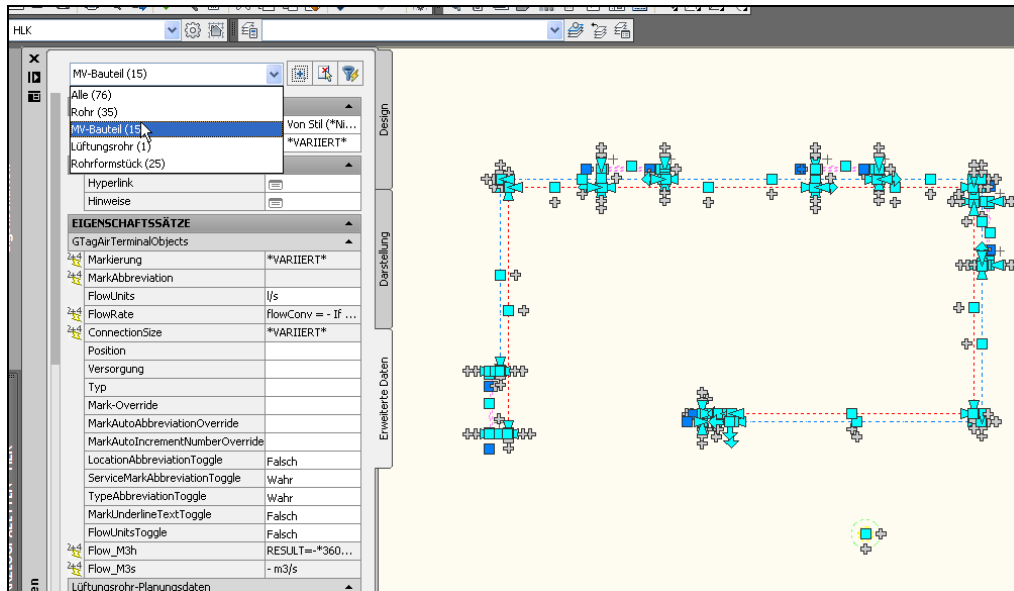 HLK
MV-Bauteil (15)
Alle (76)
Rohr (35)
MV-Bauteil (15)
Lüftungsrohr (1)
Rohrformstück (25)
Von Stil (*Ni...
*VARIIERT*
Hyperlink
Hinweise
EIGENSCHAFTSSÄTZE
GTagAirTerminalObjects
Markierung *VARIIERT*
MarkAbbreviation
FlowUnits l/s
FlowRate flowConv = - If ...
ConnectionSize *VARIIERT*
Position
Versorgung
Typ
Mark-Override
MarkAutoAbbreviationOverride
MarkAutoIncrementNumberOverride
LocationAbbreviationToggle Falsch
ServiceMarkAbbreviationToggle Wahr
TypeAbbreviationToggle Wahr
MarkUnderlineTextToggle Falsch
FlowUnitsToggle Falsch
Flow_M3h RESULT=-*360...
Flow_M3s - m3/s
Lüftungsrohr-Planungsdaten
Design
Darstellung
Erweiterte Daten